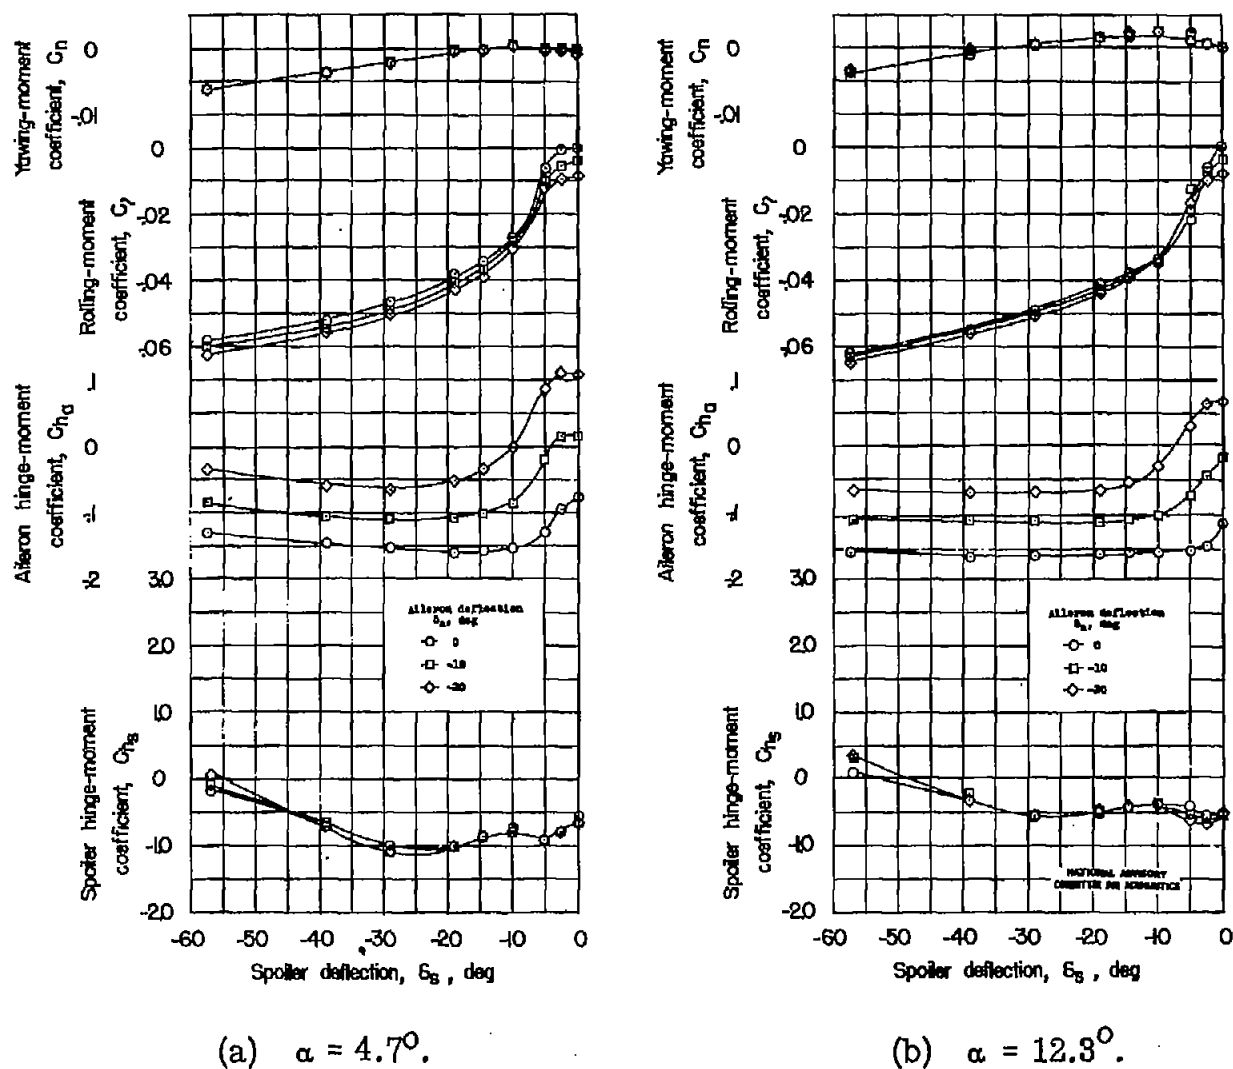 Yawing-moment coefficient, Cn
0
-.01
Rolling-moment coefficient, Cl
0
-.02
-.04
-.06
Aileron hinge-moment coefficient, Cha
.1
0
-.1
-.2
Spoiler hinge-moment coefficient, Chs
3.0
2.0
1.0
0
-1.0
-2.0
Aileron deflection
δa, deg
0
-10
-20
-60 -40 -30 -20 -10 0
Spoiler deflection, δs, deg
(a) α = 4.7°.
Yawing-moment coefficient, Cn
0
-.01
Rolling-moment coefficient, Cl
0
-.02
-.04
-.06
Aileron hinge-moment coefficient, Cha
.1
0
-.1
-.2
Spoiler hinge-moment coefficient, Chs
3.0
2.0
1.0
0
-1.0
-2.0
Aileron deflection
δa, deg
0
-10
-20
NATIONAL ADVISORY
COMMITTEE FOR AERONAUTICS
-60 -40 -30 -20 -10 0
Spoiler deflection, δs, deg
(b) α = 12.3°.